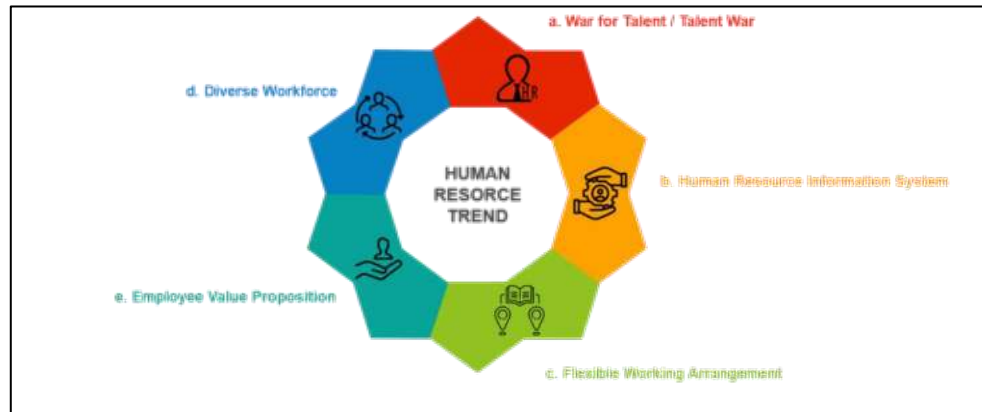 a. War for Talent / Talent War
HR
d. Diverse Workforce
HUMAN
RESORCE
TREND
b. Human Resource Information System
e. Employee Value Proposition
c. Flexible Working Arrangement